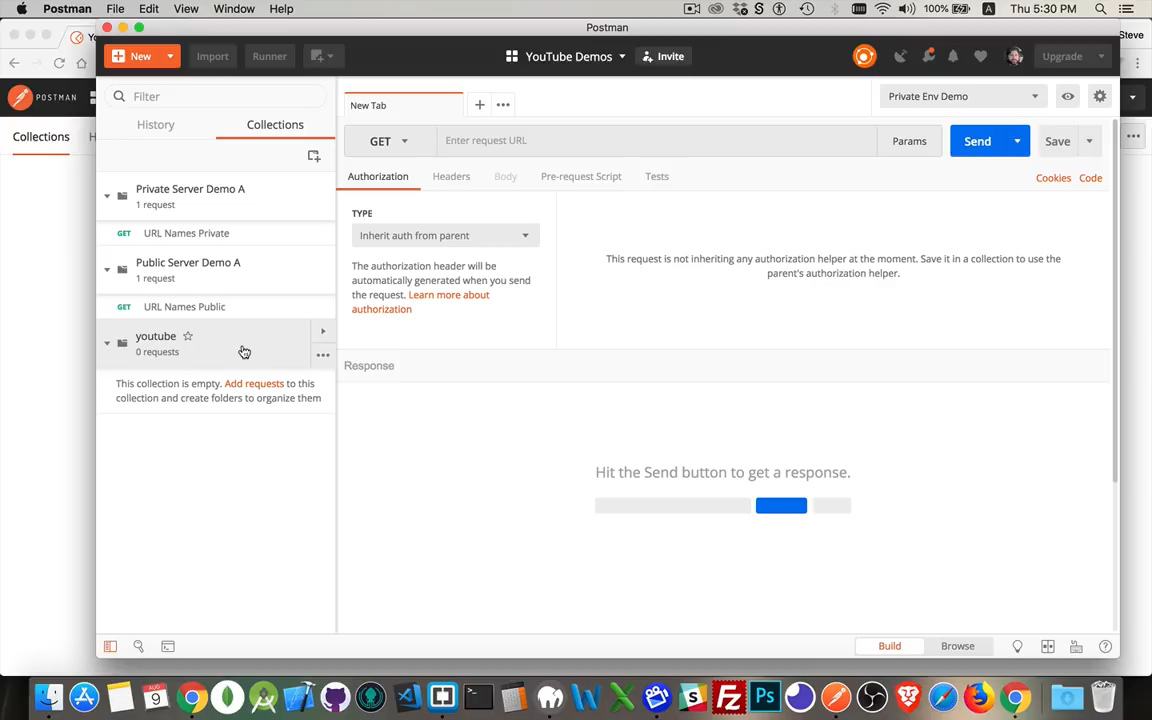 Postman File Edit View Window Help 100% A Thu 5:30 PM
Postman
Steve
New Import Runner YouTube Demos Invite Upgrade
POSTMAN
Filter
New Tab
Private Env Demo
History Collections
Collections H
GET Enter request URL Params Send Save
Authorization Headers Body Pre-request Script Tests Cookies Code
Private Server Demo A
1 request
GET URL Names Private
Public Server Demo A
1 request
GET URL Names Public
youtube
0 requests
This collection is empty. Add requests to this
collection and create folders to organize them
TYPE
Inherit auth from parent
The authorization header will be
automatically generated when you send
the request. Learn more about
authorization
This request is not inheriting any authorization helper at the moment. Save it in a collection to use the
parent's authorization helper.
Response
Hit the Send button to get a response.
Build Browse
AUG
9
W X S Fz Ps